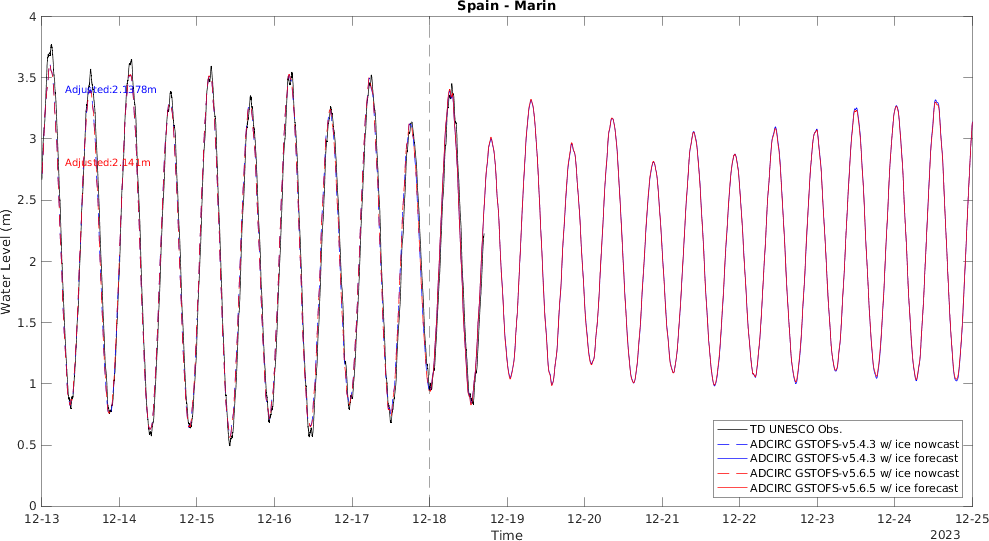 Spain - Marin
4
3.5
3
2.5
2
1.5
1
0.5
0
Water Level (m)
Adjusted:2.1378m
Adjusted:2.141m
TD UNESCO Obs.
ADCIRC GSTOFS-v5.4.3 w/ ice nowcast
ADCIRC GSTOFS-v5.4.3 w/ ice forecast
ADCIRC GSTOFS-v5.6.5 w/ ice nowcast
ADCIRC GSTOFS-v5.6.5 w/ ice forecast
12-13 12-14 12-15 12-16 12-17 12-18 12-19 12-20 12-21 12-22 12-23 12-24 12-25
Time
2023